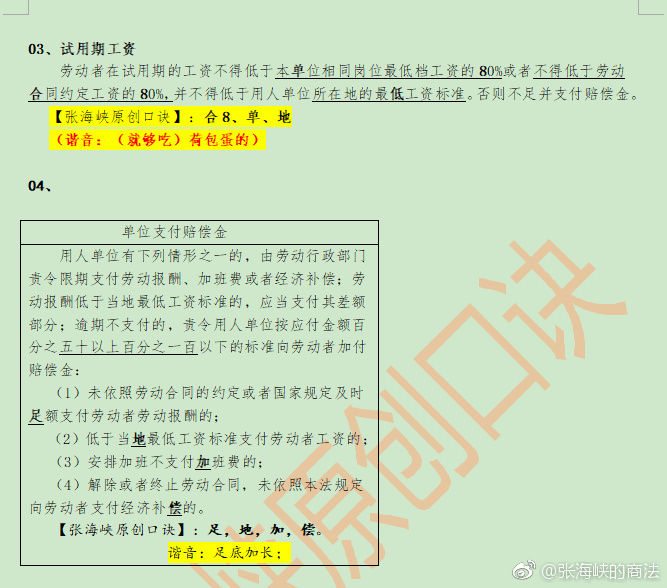 03、试用期工资
劳动者在试用期的工资不得低于本单位相同岗位最低档工资的80%或者不得低于劳动
合同约定工资的80%,并不得低于用人单位所在地的最低工资标准。否则不足并支付赔偿金。
【张海峡原创口诀】:合8、单、地
(谐音:(就够吃)荷包蛋的)
04、
单位支付赔偿金
用人单位有下列情形之一的,由劳动行政部门
责令限期支付劳动报酬、加班费或者经济补偿;劳
动报酬低于当地最低工资标准的,应当支付其差额
部分;逾期不支付的,责令用人单位按应付金额百
分之五十以上百分之一百以下的标准向劳动者加付
赔偿金:
(1)未依照劳动合同的约定或者国家规定及时
足额支付劳动者劳动报酬的;
(2)低于当地最低工资标准支付劳动者工资的;
(3)安排加班不支付加班费的;
(4)解除或者终止劳动合同,未依照本法规定
向劳动者支付经济补偿的。
【张海峡原创口诀】:足,地,加,偿。
谐音:足底加长;
峡原创口诀
@张海峡的商法